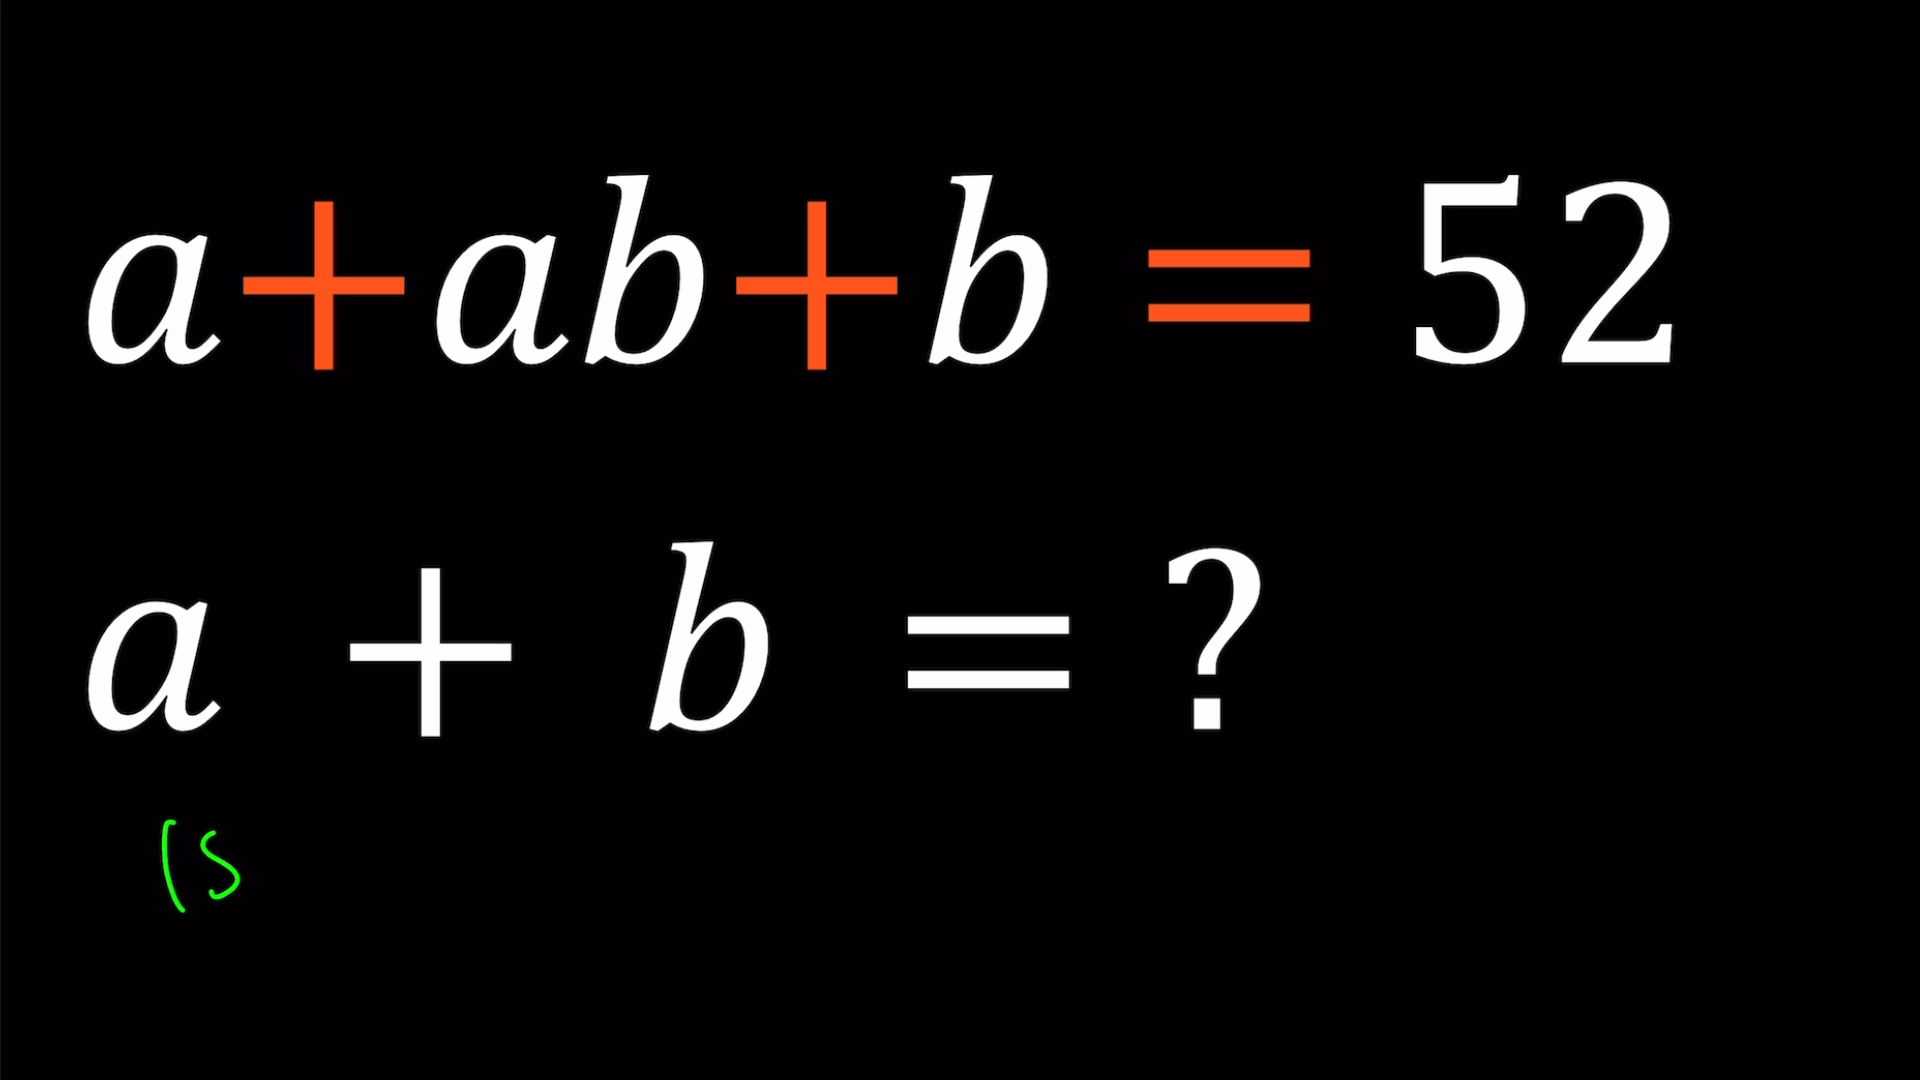 a+ab+b = 52
a + b = ?
(s